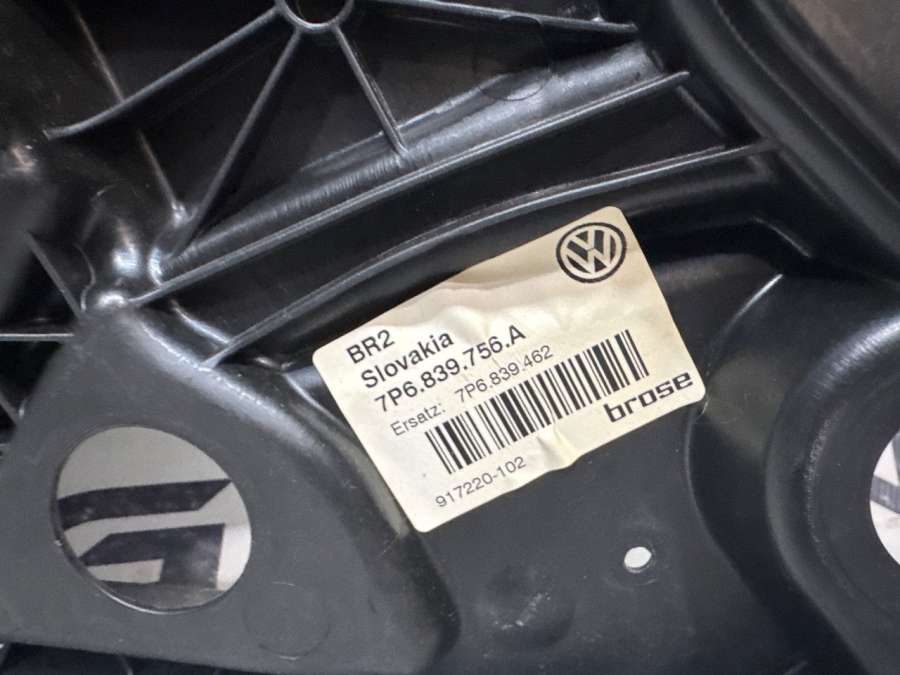 BR2
Slovakia
7P6.839.756.A
Ersatz: 7P6.839.462
917220-102
brose